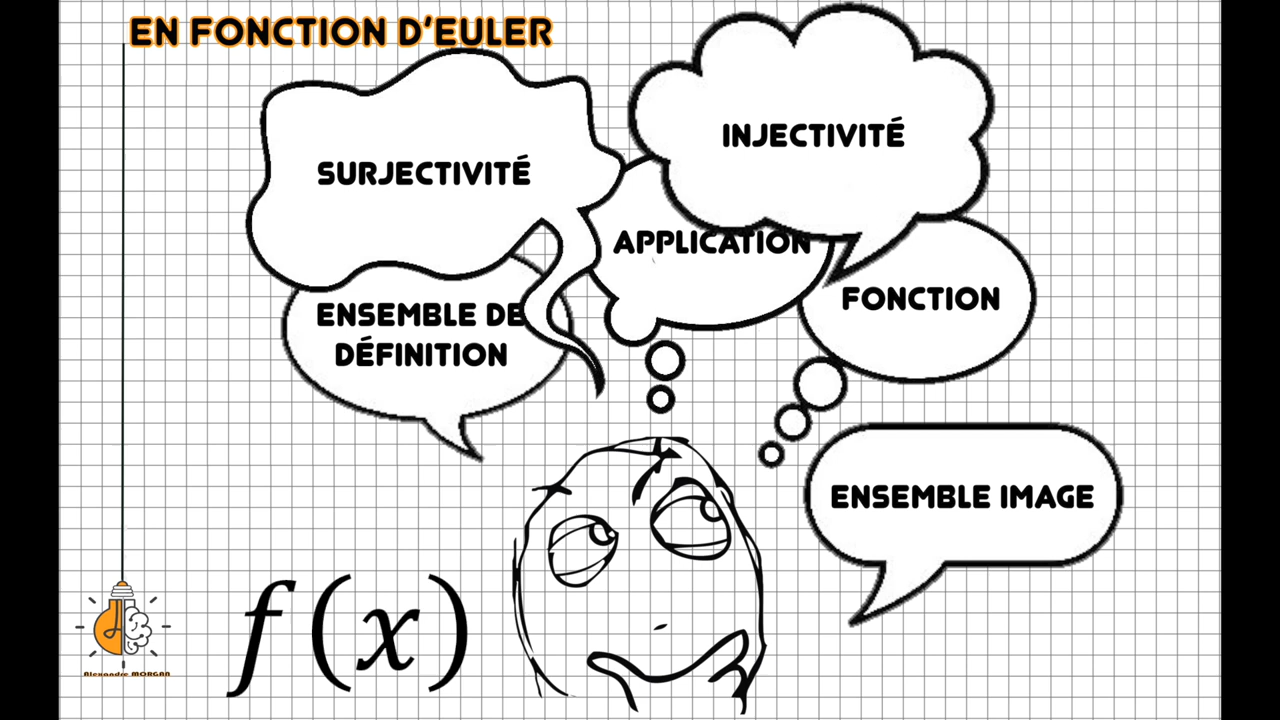 EN FONCTION D'EULER
INJECTIVITÉ
SURJECTIVITÉ
APPLICATION
FONCTION
ENSEMBLE DE
DÉFINITION
ENSEMBLE IMAGE
f(x)
Alexandre MORGAN